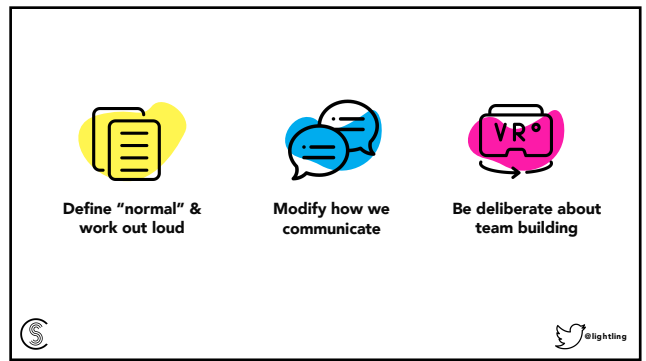 VR
Define “normal” &
work out loud
Modify how we
communicate
Be deliberate about
team building
@lightling